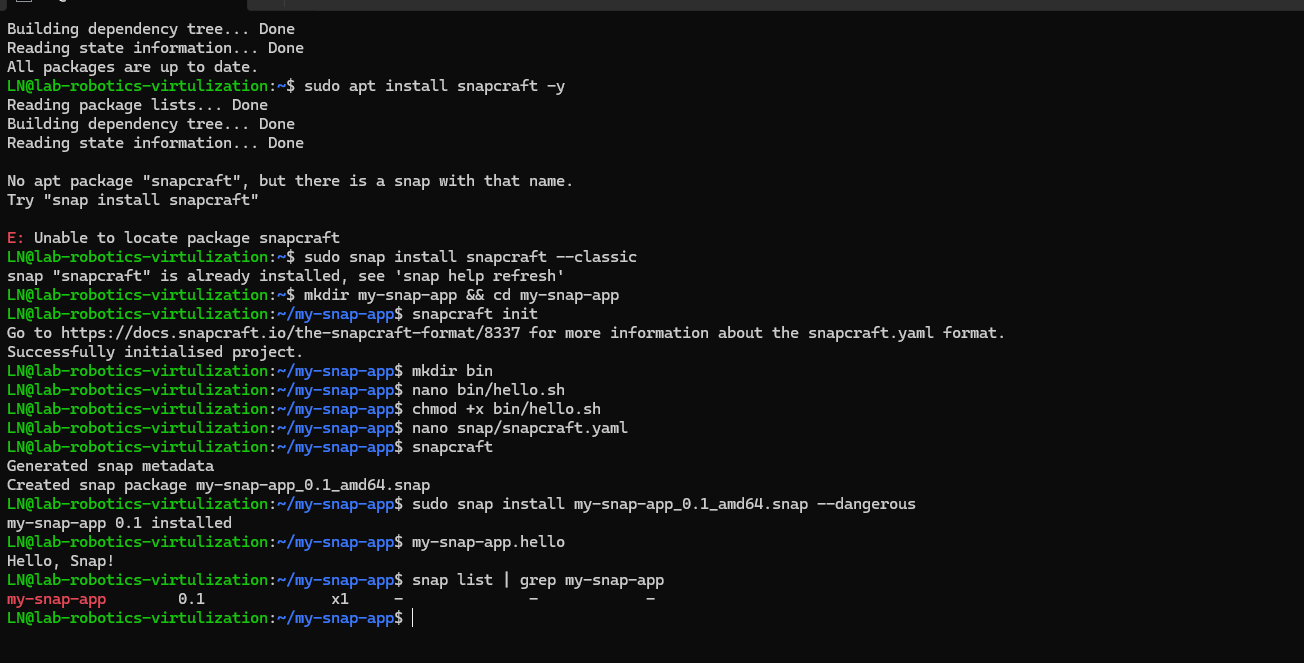 Building dependency tree... Done
Reading state information... Done
All packages are up to date.
LN@lab-robotics-virtulization:~$ sudo apt install snapcraft -y
Reading package lists... Done
Building dependency tree... Done
Reading state information... Done
No apt package "snapcraft", but there is a snap with that name.
Try "snap install snapcraft"
E: Unable to locate package snapcraft
LN@lab-robotics-virtulization:~$ sudo snap install snapcraft --classic
snap "snapcraft" is already installed, see 'snap help refresh'
LN@lab-robotics-virtulization:~$ mkdir my-snap-app && cd my-snap-app
LN@lab-robotics-virtulization:~/my-snap-app$ snapcraft init
Go to https://docs.snapcraft.io/the-snapcraft-format/8337 for more information about the snapcraft.yaml format.
Successfully initialised project.
LN@lab-robotics-virtulization:~/my-snap-app$ mkdir bin
LN@lab-robotics-virtulization:~/my-snap-app$ nano bin/hello.sh
LN@lab-robotics-virtulization:~/my-snap-app$ chmod +x bin/hello.sh
LN@lab-robotics-virtulization:~/my-snap-app$ nano snap/snapcraft.yaml
LN@lab-robotics-virtulization:~/my-snap-app$ snapcraft
Generated snap metadata
Created snap package my-snap-app_0.1_amd64.snap
LN@lab-robotics-virtulization:~/my-snap-app$ sudo snap install my-snap-app_0.1_amd64.snap --dangerous
my-snap-app 0.1 installed
LN@lab-robotics-virtulization:~/my-snap-app$ my-snap-app.hello
Hello, Snap!
LN@lab-robotics-virtulization:~/my-snap-app$ snap list | grep my-snap-app
my-snap-app        0.1              x1     -              -            -
LN@lab-robotics-virtulization:~/my-snap-app$